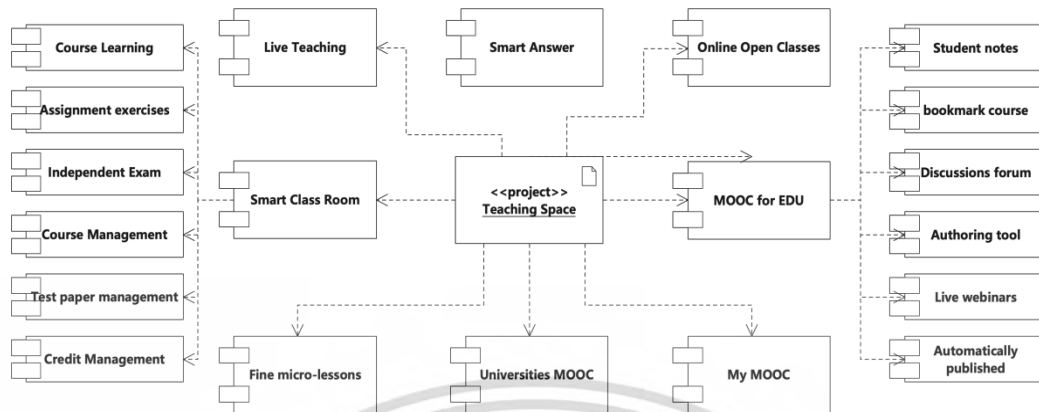 Course Learning
Live Teaching
Smart Answer
Online Open Classes
Student notes
Assignment exercises
bookmark course
Independent Exam
Smart Class Room
<<project>>
Teaching Space
MOOC for EDU
Discussions forum
Course Management
Authoring tool
Test paper management
Live webinars
Credit Management
Fine micro-lessons
Universities MOOC
My MOOC
Automatically
published